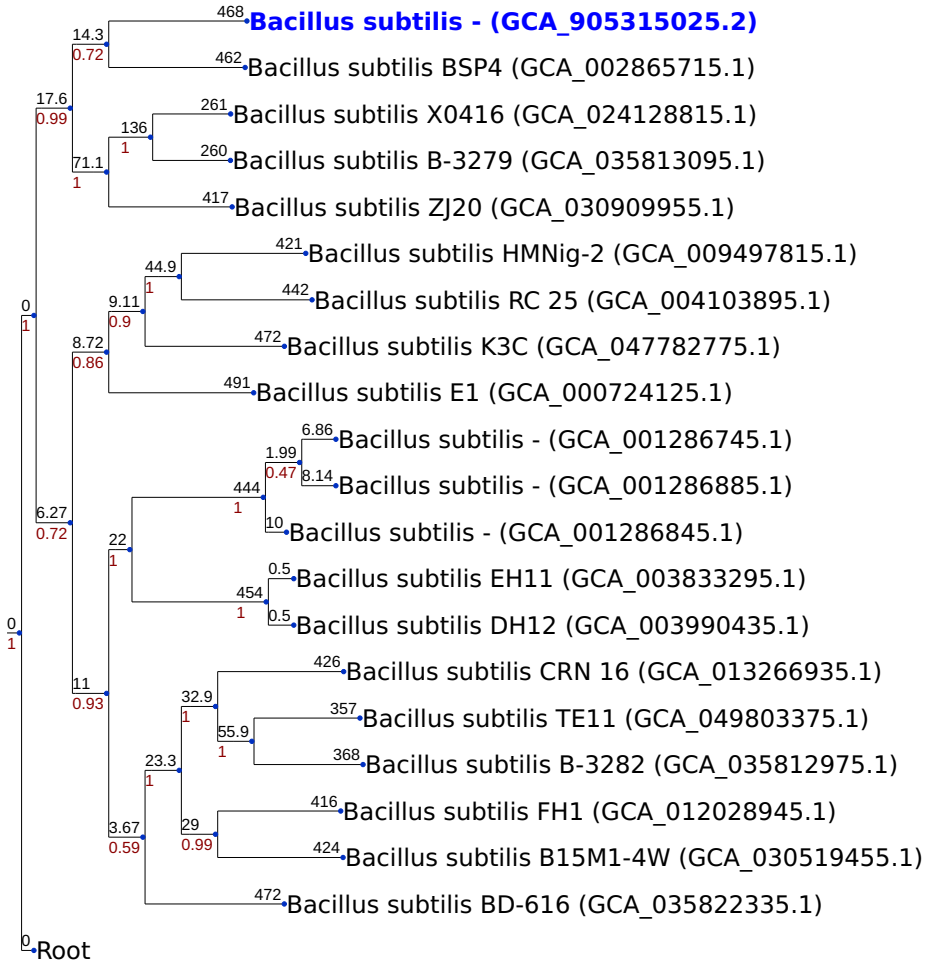 468
Bacillus subtilis - (GCA_905315025.2)
14.3
0.72
462
Bacillus subtilis BSP4 (GCA_002865715.1)
17.6
0.99
261
Bacillus subtilis X0416 (GCA_024128815.1)
136
1
260
Bacillus subtilis B-3279 (GCA_035813095.1)
71.1
1
417
Bacillus subtilis ZJ20 (GCA_030909955.1)
421
Bacillus subtilis HMNig-2 (GCA_009497815.1)
44.9
1
442
Bacillus subtilis RC 25 (GCA_004103895.1)
9.11
0.9
0
1
472
Bacillus subtilis K3C (GCA_047782775.1)
8.72
0.86
491
Bacillus subtilis E1 (GCA_000724125.1)
6.86
Bacillus subtilis - (GCA_001286745.1)
1.99
0.47
8.14
Bacillus subtilis - (GCA_001286885.1)
444
1
10
Bacillus subtilis - (GCA_001286845.1)
6.27
0.72
22
1
0.5
Bacillus subtilis EH11 (GCA_003833295.1)
454
1
0.5
Bacillus subtilis DH12 (GCA_003990435.1)
0
1
426
Bacillus subtilis CRN 16 (GCA_013266935.1)
11
0.93
32.9
1
357
Bacillus subtilis TE11 (GCA_049803375.1)
55.9
1
368
Bacillus subtilis B-3282 (GCA_035812975.1)
23.3
1
416
Bacillus subtilis FH1 (GCA_012028945.1)
29
0.99
3.67
0.59
424
Bacillus subtilis B15M1-4W (GCA_030519455.1)
472
Bacillus subtilis BD-616 (GCA_035822335.1)
0
Root